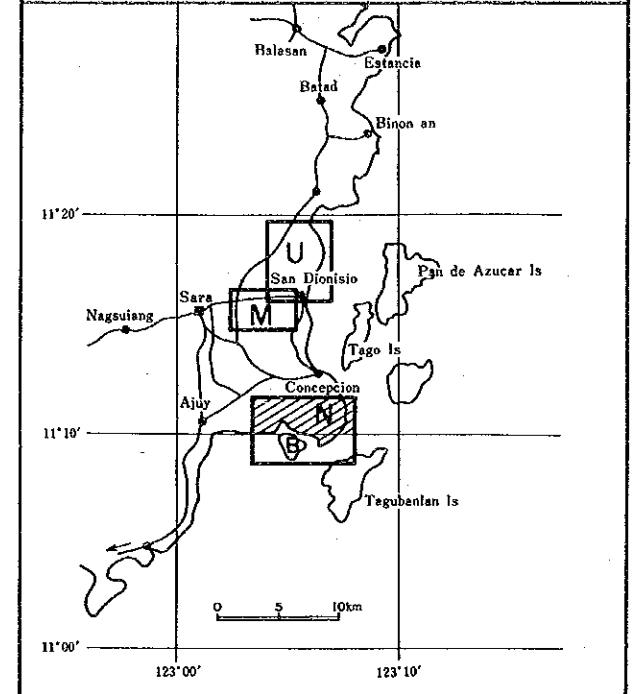 Balasan
Estancia
Batad
Binon an
11°20′
U
San Dionisio
Pan de Azucar Is
Sara
M
Nagsuiang
Tago Is
Concepcion
Ajuy
N
11°10′
B
Tagubanlan Is
0 5 10km
11°00′
123°00′ 123°10′